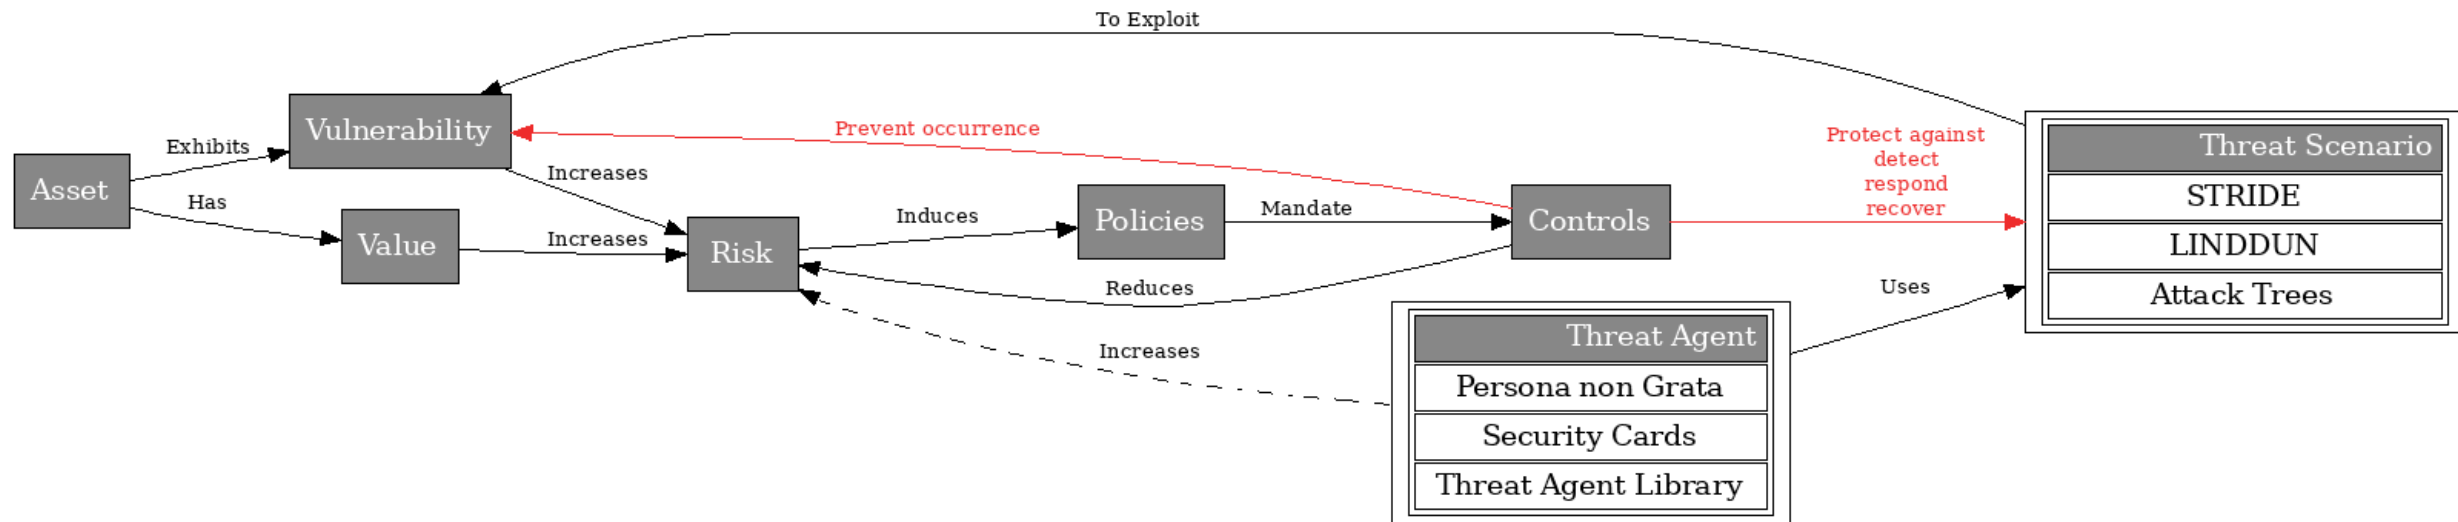 To Exploit
Vulnerability
Prevent occurrence
Protect against
detect
respond
recover
Threat Scenario
STRIDE
LINDDUN
Attack Trees
Exhibits
Asset
Has
Increases
Value
Increases
Risk
Induces
Policies
Mandate
Controls
Reduces
Uses
Increases
Threat Agent
Persona non Grata
Security Cards
Threat Agent Library